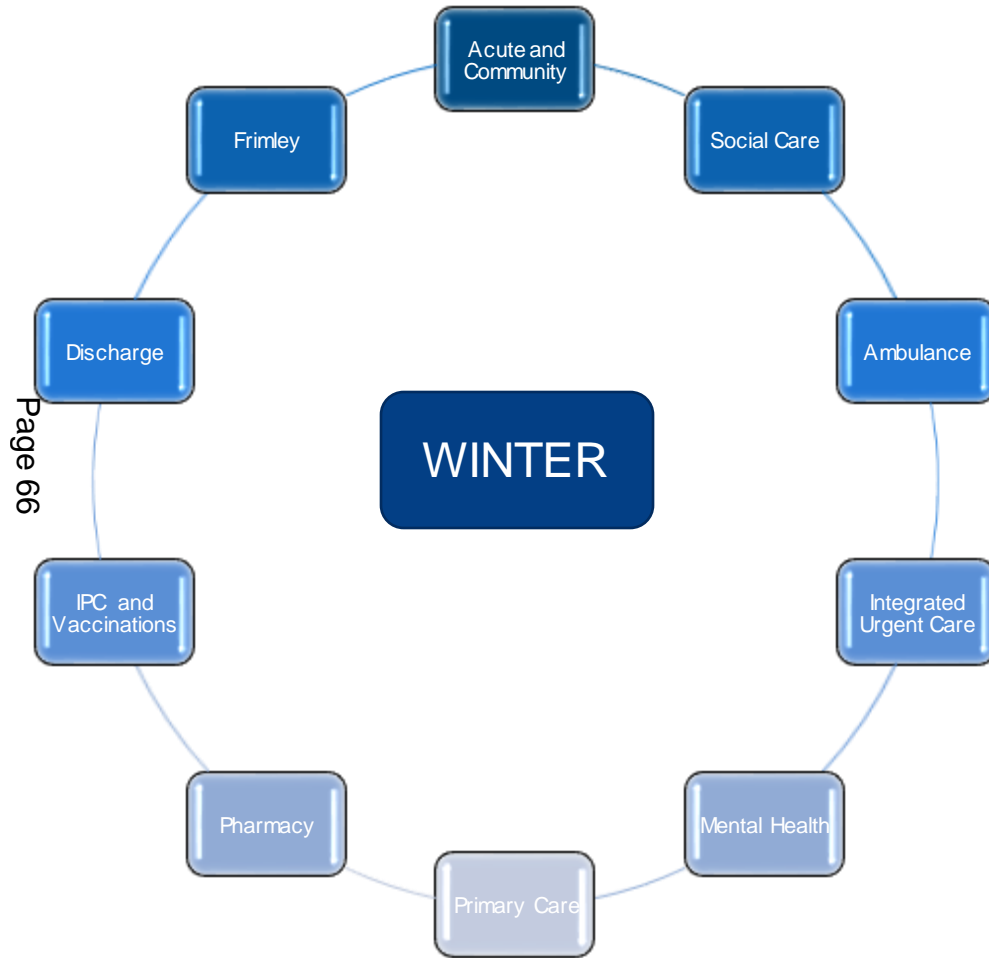 Acute and
Community
Social Care
Ambulance
Integrated
Urgent Care
Mental Health
Primary Care
Pharmacy
IPC and
Vaccinations
Discharge
Frimley
WINTER
Page 66